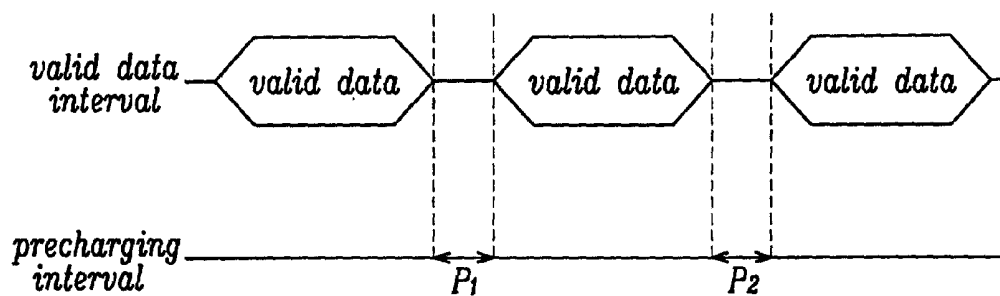 valid data
interval
valid data
valid data
valid data
precharging
interval
P1
P2